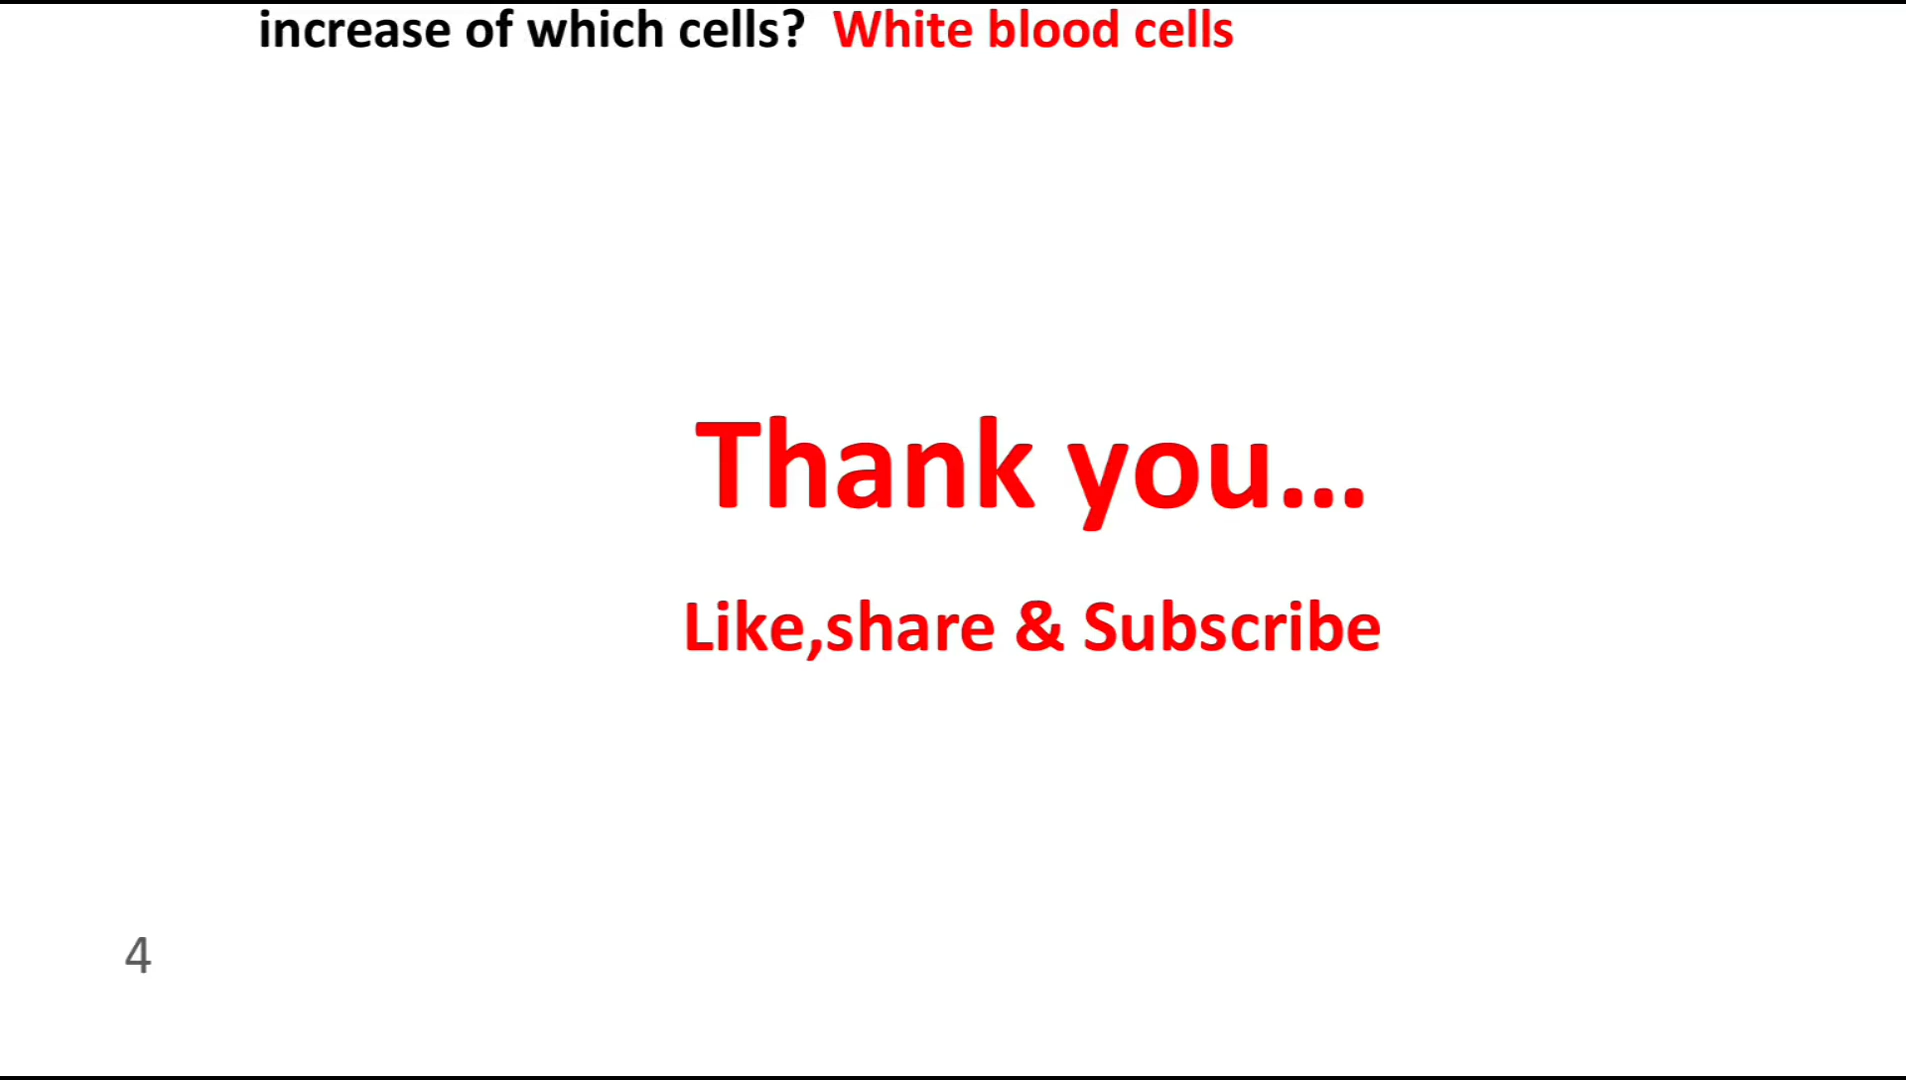 increase of which cells? White blood cells
Thank you...
Like,share & Subscribe
4